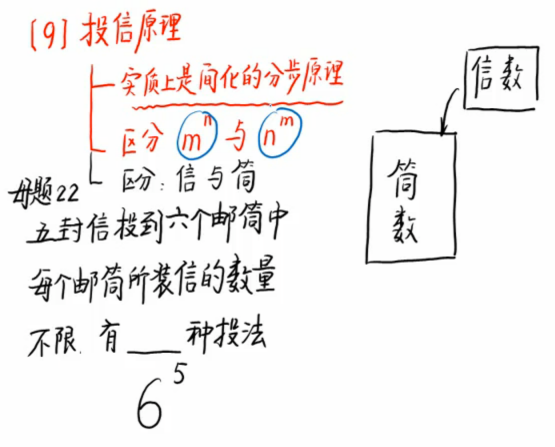 [9] 投信原理
实质上是简化的分步原理
区分 mⁿ 与 nᵐ
区分: 信与筒
母题22
五封信投到六个邮筒中
每个邮筒所装信的数量
不限, 有____种投法
6⁵
信数
筒数